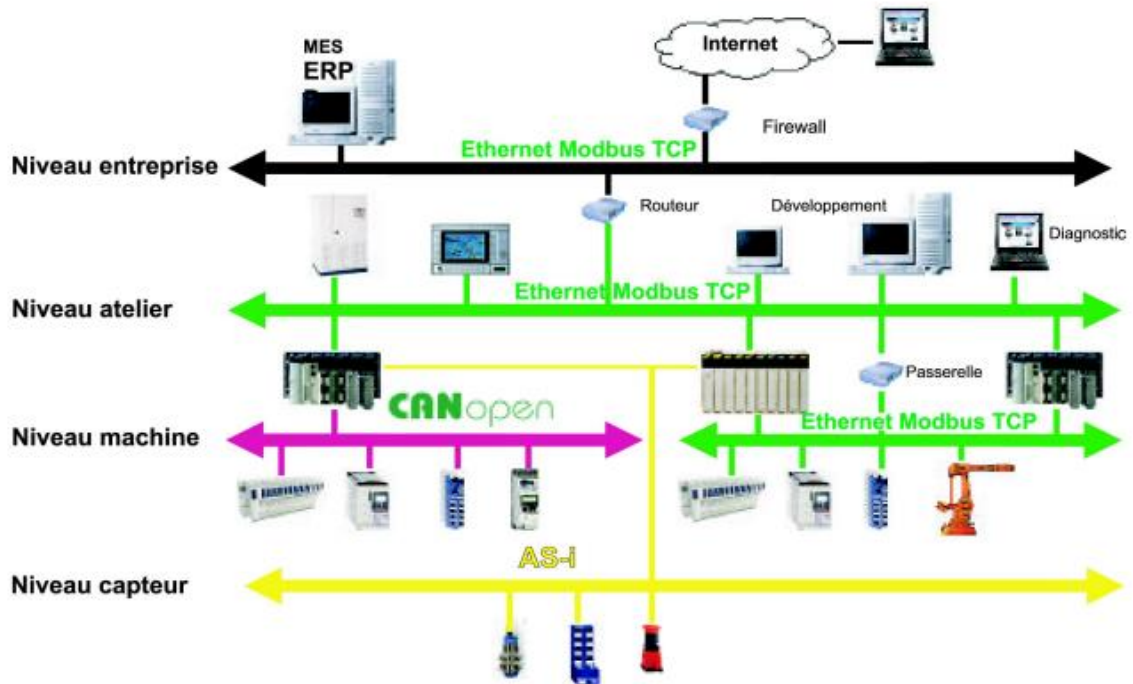 MES
ERP
Internet
Firewall
Ethernet Modbus TCP
Niveau entreprise
Routeur
Développement
Diagnostic
Ethernet Modbus TCP
Niveau atelier
Passerelle
CANopen
Ethernet Modbus TCP
Niveau machine
AS-i
Niveau capteur